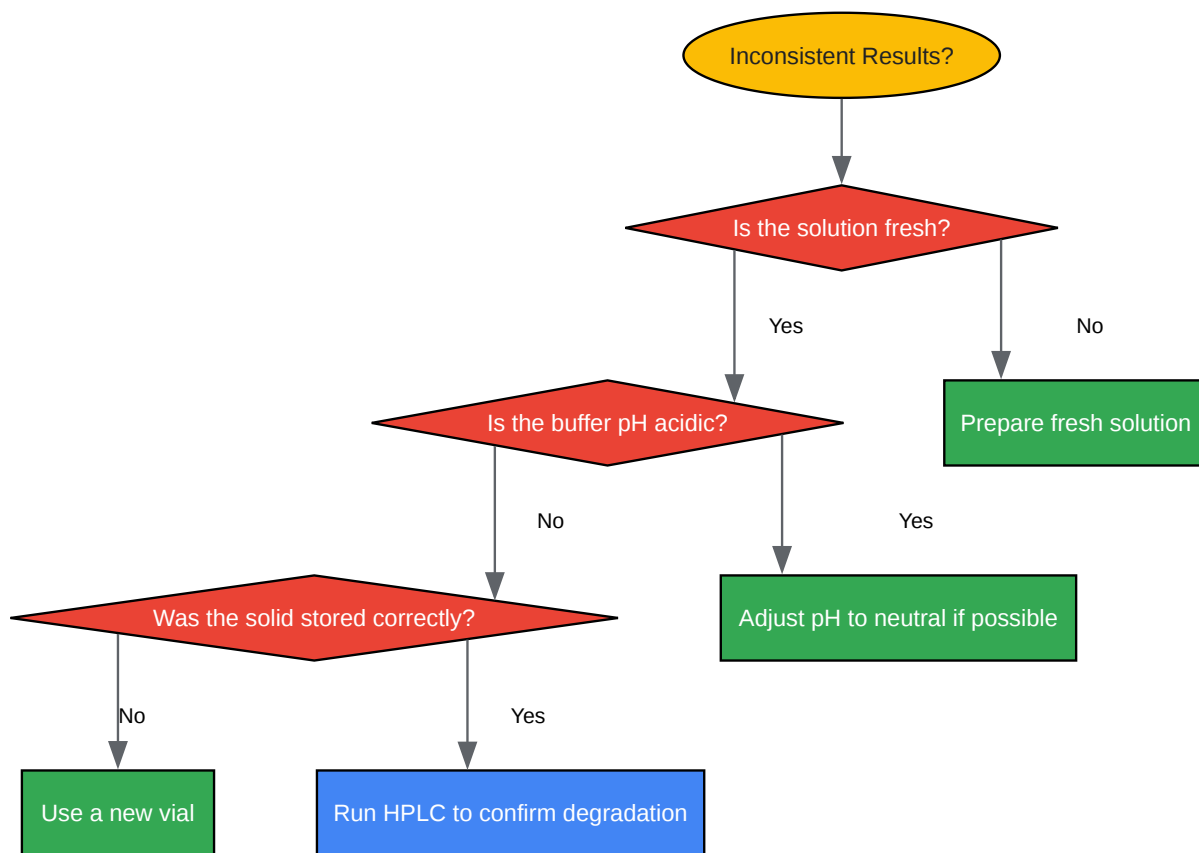 Inconsistent Results?
Is the solution fresh?
Yes
No
Is the buffer pH acidic?
Prepare fresh solution
No
Yes
Was the solid stored correctly?
Adjust pH to neutral if possible
No
Yes
Use a new vial
Run HPLC to confirm degradation